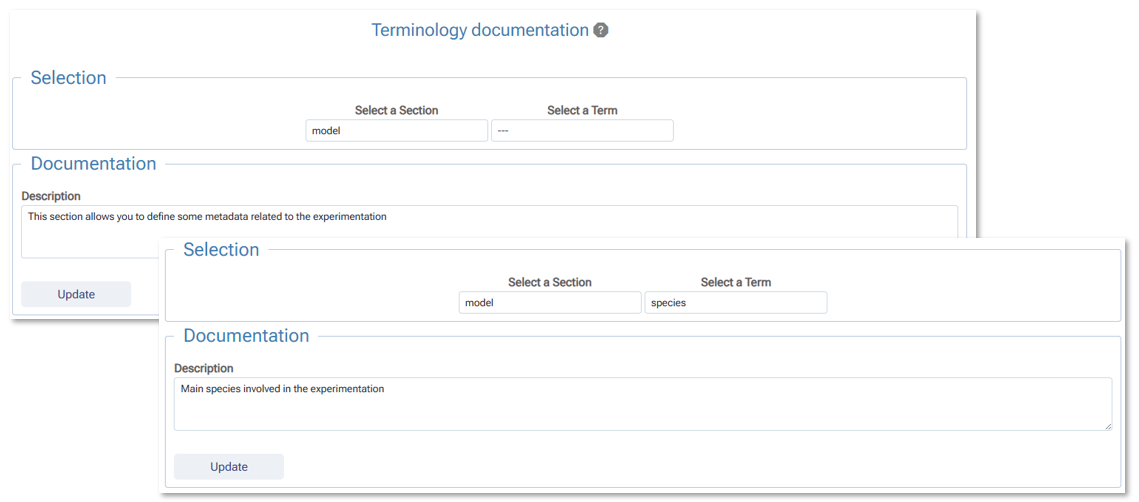 Terminology documentation ?
Selection
Select a Section Select a Term
model ---
Documentation
Description
This section allows you to define some metadata related to the experimentation
Update
Selection
Select a Section Select a Term
model species
Documentation
Description
Main species involved in the experimentation
Update